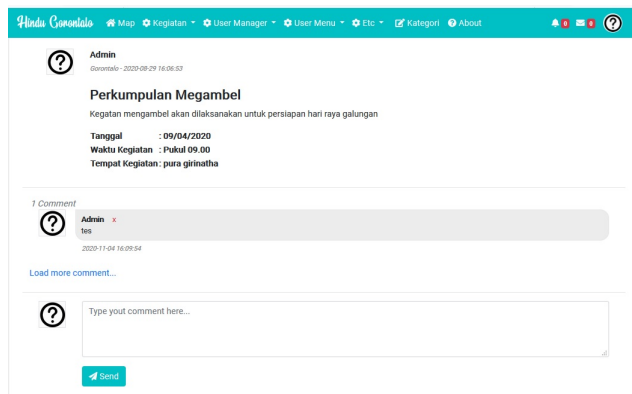 Hindu Gorontalo Map Kegiatan User Manager User Menu Etc Kategori About 0 0
Admin
Gorontalo - 2020-08-29 16:06:53
Perkumpulan Megambel
Kegatan mengambel akan dilaksanakan untuk persiapan hari raya galungan
Tanggal : 09/04/2020
Waktu Kegiatan : Pukul 09.00
Tempat Kegiatan : pura girinatha
1 Comment
Admin x
tes
2020-11-04 16:09:54
Load more comment...
Type yout comment here...
Send